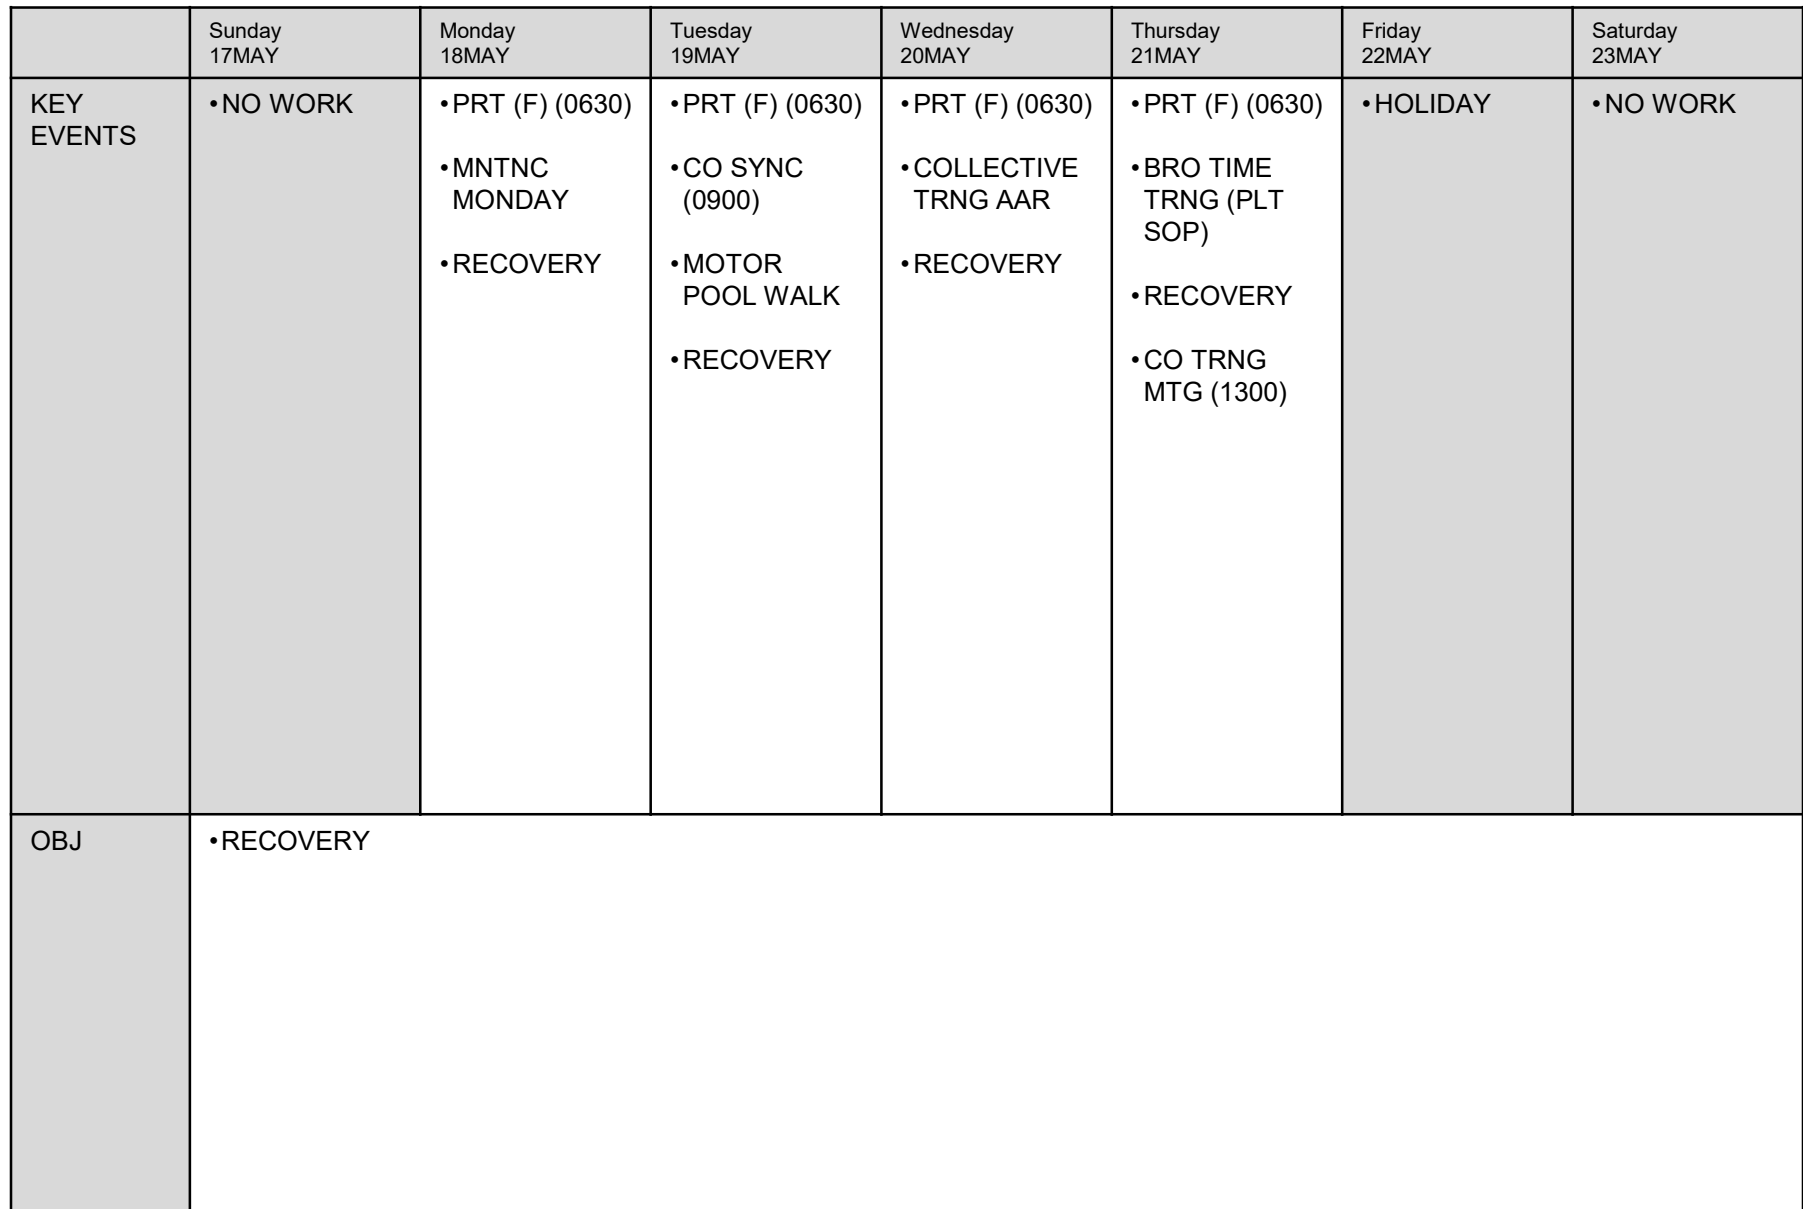 Sunday
17MAY
Monday
18MAY
Tuesday
19MAY
Wednesday
20MAY
Thursday
21MAY
Friday
22MAY
Saturday
23MAY
KEY
EVENTS
•NO WORK
•PRT (F) (0630)
•MNTNC
MONDAY
•RECOVERY
•PRT (F) (0630)
•CO SYNC
(0900)
•MOTOR
POOL WALK
•RECOVERY
•PRT (F) (0630)
•COLLECTIVE
TRNG AAR
•RECOVERY
•PRT (F) (0630)
•BRO TIME
TRNG (PLT
SOP)
•RECOVERY
•CO TRNG
MTG (1300)
•HOLIDAY
•NO WORK
OBJ
•RECOVERY